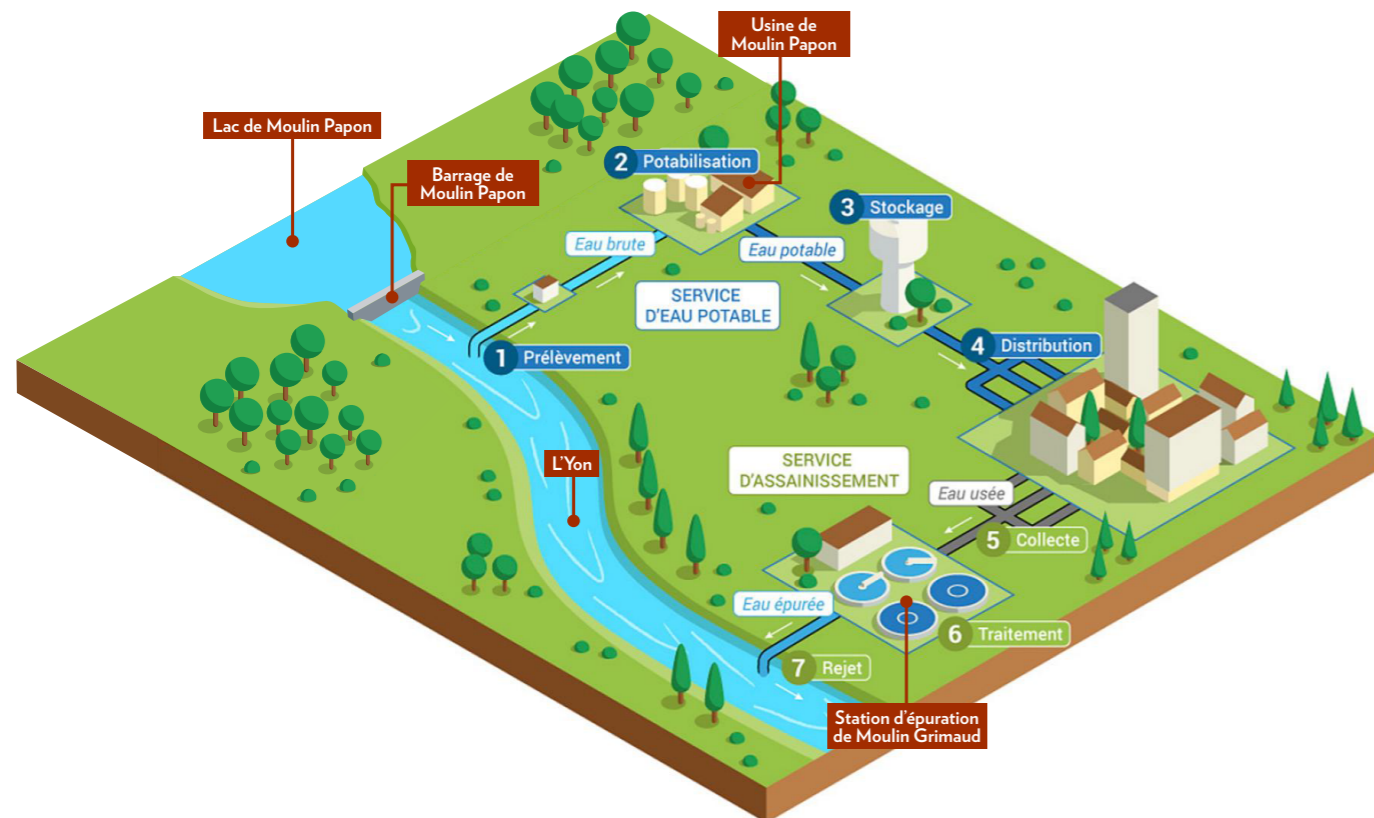 Usine de
Moulin Papon
Lac de Moulin Papon
Barrage de
Moulin Papon
2 Potabilisation
3 Stockage
Eau brute
Eau potable
SERVICE
D'EAU POTABLE
1 Prélèvement
4 Distribution
L'Yon
SERVICE
D'ASSAINISSEMENT
Eau usée
5 Collecte
Eau épurée
6 Traitement
7 Rejet
Station d'épuration
de Moulin Grimaud